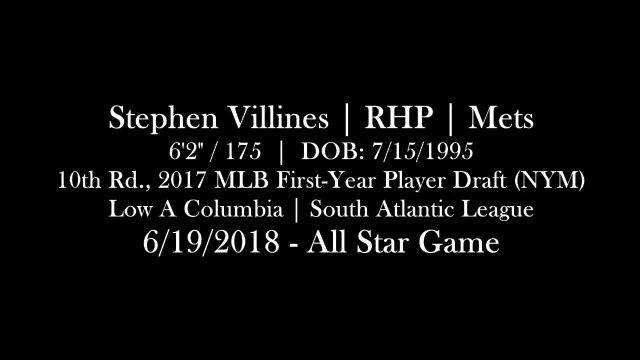 Stephen Villines | RHP | Mets
6'2" / 175 | DOB: 7/15/1995
10th Rd., 2017 MLB First-Year Player Draft (NYM)
Low A Columbia | South Atlantic League
6/19/2018 - All Star Game